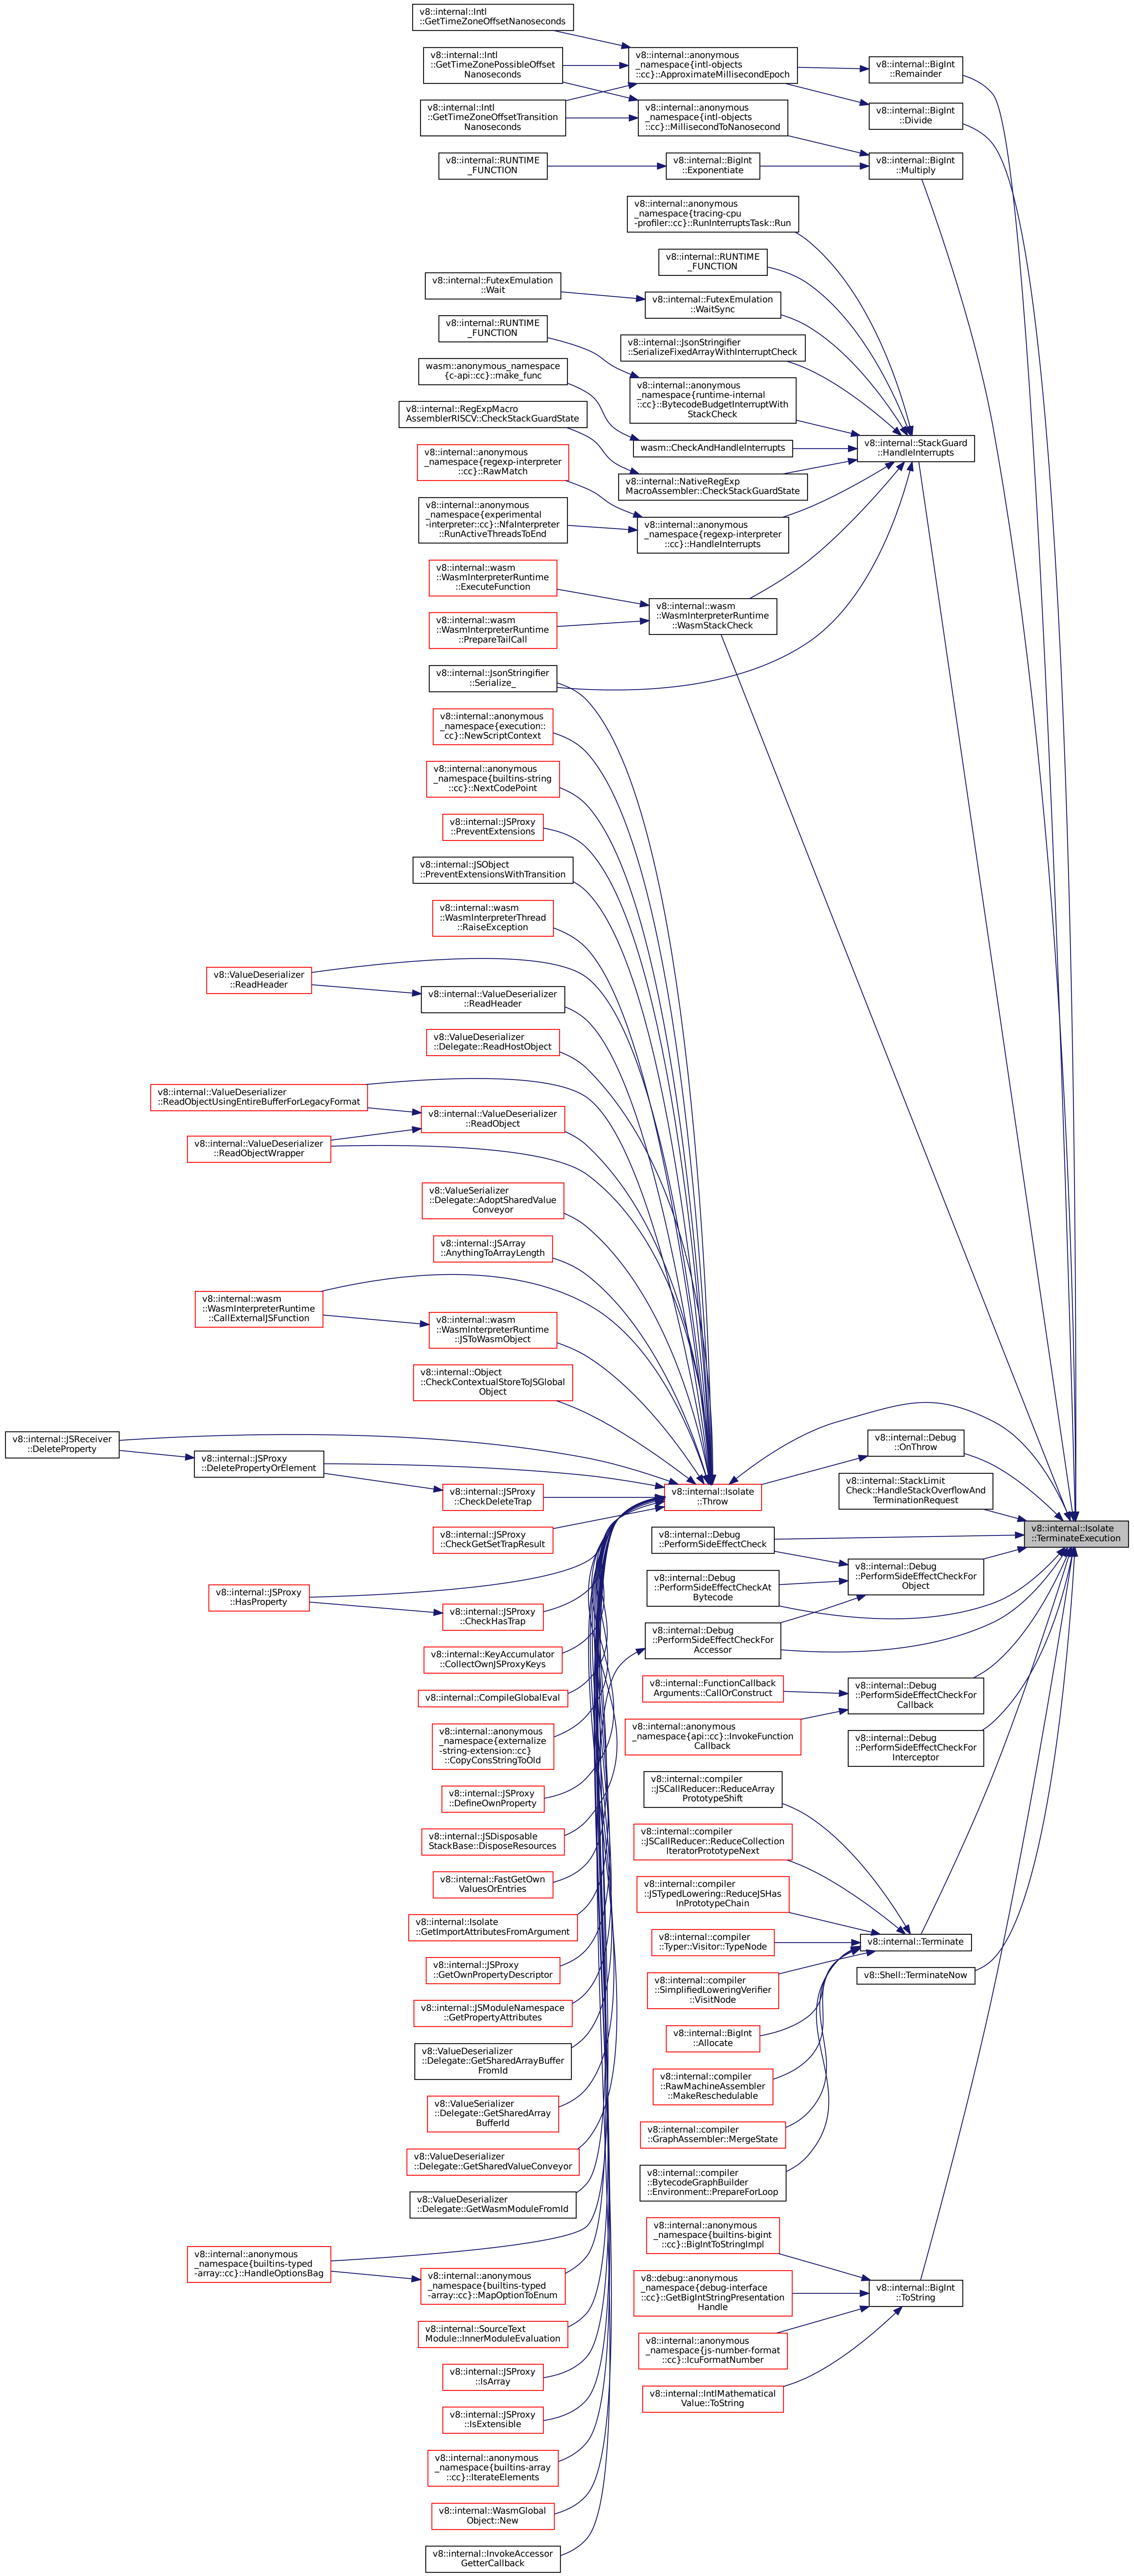 v8::internal::Intl
::GetTimeZoneOffsetNanoseconds
v8::internal::Intl
::GetTimeZonePossibleOffset
Nanoseconds
v8::internal::anonymous
_namespace{intl-objects
::cc}::ApproximateMillisecondEpoch
v8::internal::BigInt
::Remainder
v8::internal::Intl
::GetTimeZoneOffsetTransition
Nanoseconds
v8::internal::anonymous
_namespace{intl-objects
::cc}::MillisecondToNanosecond
v8::internal::BigInt
::Divide
v8::internal::RUNTIME
_FUNCTION
v8::internal::BigInt
::Exponentiate
v8::internal::BigInt
::Multiply
v8::internal::anonymous
_namespace{tracing-cpu
-profiler::cc}::RunInterruptsTask::Run
v8::internal::RUNTIME
_FUNCTION
v8::internal::FutexEmulation
::Wait
v8::internal::FutexEmulation
::WaitSync
v8::internal::RUNTIME
_FUNCTION
v8::internal::JsonStringifier
::SerializeFixedArrayWithInterruptCheck
wasm::anonymous_namespace
{c-api::cc}::make_func
v8::internal::anonymous
_namespace{runtime-internal
::cc}::BytecodeBudgetInterruptWith
StackCheck
v8::internal::RegExpMacro
AssemblerRISCV::CheckStackGuardState
wasm::CheckAndHandleInterrupts
v8::internal::StackGuard
::HandleInterrupts
v8::internal::anonymous
_namespace{regexp-interpreter
::cc}::RawMatch
v8::internal::NativeRegExp
MacroAssembler::CheckStackGuardState
v8::internal::anonymous
_namespace{experimental
-interpreter::cc}::NfaInterpreter
::RunActiveThreadsToEnd
v8::internal::anonymous
_namespace{regexp-interpreter
::cc}::HandleInterrupts
v8::internal::wasm
::WasmInterpreterRuntime
::ExecuteFunction
v8::internal::wasm
::WasmInterpreterRuntime
::WasmStackCheck
v8::internal::wasm
::WasmInterpreterRuntime
::PrepareTailCall
v8::internal::JsonStringifier
::Serialize_
v8::internal::anonymous
_namespace{execution::
cc}::NewScriptContext
v8::internal::anonymous
_namespace{builtins-string
::cc}::NextCodePoint
v8::internal::JSProxy
::PreventExtensions
v8::internal::JSObject
::PreventExtensionsWithTransition
v8::internal::wasm
::WasmInterpreterThread
::RaiseException
v8::ValueDeserializer
::ReadHeader
v8::internal::ValueDeserializer
::ReadHeader
v8::ValueDeserializer
::Delegate::ReadHostObject
v8::internal::ValueDeserializer
::ReadObjectUsingEntireBufferForLegacyFormat
v8::internal::ValueDeserializer
::ReadObject
v8::internal::ValueDeserializer
::ReadObjectWrapper
v8::ValueSerializer
::Delegate::AdoptSharedValue
Conveyor
v8::internal::JSArray
::AnythingToArrayLength
v8::internal::wasm
::WasmInterpreterRuntime
::CallExternalJSFunction
v8::internal::wasm
::WasmInterpreterRuntime
::JSToWasmObject
v8::internal::Object
::CheckContextualStoreToJSGlobal
Object
v8::internal::JSReceiver
::DeleteProperty
v8::internal::JSProxy
::DeletePropertyOrElement
v8::internal::Debug
::OnThrow
v8::internal::JSProxy
::CheckDeleteTrap
v8::internal::Isolate
::Throw
v8::internal::StackLimit
Check::HandleStackOverflowAnd
TerminationRequest
v8::internal::JSProxy
::CheckGetSetTrapResult
v8::internal::Debug
::PerformSideEffectCheck
v8::internal::Isolate
::TerminateExecution
v8::internal::JSProxy
::HasProperty
v8::internal::JSProxy
::CheckHasTrap
v8::internal::Debug
::PerformSideEffectCheckAt
Bytecode
v8::internal::Debug
::PerformSideEffectCheckFor
Object
v8::internal::Debug
::PerformSideEffectCheckFor
Accessor
v8::internal::KeyAccumulator
::CollectOwnJSProxyKeys
v8::internal::CompileGlobalEval
v8::internal::FunctionCallback
Arguments::CallOrConstruct
v8::internal::Debug
::PerformSideEffectCheckFor
Callback
v8::internal::anonymous
_namespace{externalize
-string-extension::cc}
::CopyConsStringToOld
v8::internal::anonymous
_namespace{api::cc}::InvokeFunction
Callback
v8::internal::Debug
::PerformSideEffectCheckFor
Interceptor
v8::internal::JSProxy
::DefineOwnProperty
v8::internal::compiler
::JSCallReducer::ReduceArray
PrototypeShift
v8::internal::JSDisposable
StackBase::DisposeResources
v8::internal::compiler
::JSCallReducer::ReduceCollection
IteratorPrototypeNext
v8::internal::FastGetOwn
ValuesOrEntries
v8::internal::compiler
::JSTypedLowering::ReduceJSHas
InPrototypeChain
v8::internal::Isolate
::GetImportAttributesFromArgument
v8::internal::compiler
::Typer::Visitor::TypeNode
v8::internal::Terminate
v8::internal::JSProxy
::GetOwnPropertyDescriptor
v8::internal::compiler
::SimplifiedLoweringVerifier
::VisitNode
v8::Shell::TerminateNow
v8::internal::JSModuleNamespace
::GetPropertyAttributes
v8::internal::BigInt
::Allocate
v8::ValueDeserializer
::Delegate::GetSharedArrayBuffer
FromId
v8::internal::compiler
::RawMachineAssembler
::MakeReschedulable
v8::ValueSerializer
::Delegate::GetSharedArray
BufferId
v8::internal::compiler
::GraphAssembler::MergeState
v8::ValueDeserializer
::Delegate::GetSharedValueConveyor
v8::internal::compiler
::BytecodeGraphBuilder
::Environment::PrepareForLoop
v8::ValueDeserializer
::Delegate::GetWasmModuleFromId
v8::internal::anonymous
_namespace{builtins-bigint
::cc}::BigIntToStringImpl
v8::internal::anonymous
_namespace{builtins-typed
-array::cc}::HandleOptionsBag
v8::internal::anonymous
_namespace{builtins-typed
-array::cc}::MapOptionToEnum
v8::debug::anonymous
_namespace{debug-interface
::cc}::GetBigIntStringPresentation
Handle
v8::internal::BigInt
::ToString
v8::internal::SourceText
Module::InnerModuleEvaluation
v8::internal::anonymous
_namespace{js-number-format
::cc}::IcuFormatNumber
v8::internal::JSProxy
::IsArray
v8::internal::IntlMathematical
Value::ToString
v8::internal::JSProxy
::IsExtensible
v8::internal::anonymous
_namespace{builtins-array
::cc}::IterateElements
v8::internal::WasmGlobal
Object::New
v8::internal::InvokeAccessor
GetterCallback